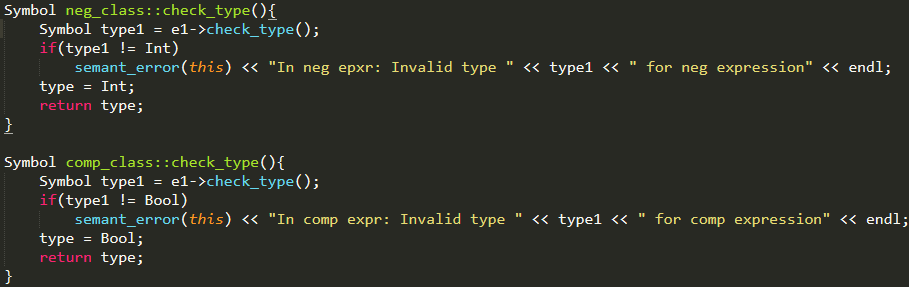 Symbol neg_class::check_type(){
    Symbol type1 = e1->check_type();
    if(type1 != Int)
        semant_error(this) << "In neg epxr: Invalid type " << type1 << " for neg expression" << endl;
    type = Int;
    return type;
}

Symbol comp_class::check_type(){
    Symbol type1 = e1->check_type();
    if(type1 != Bool)
        semant_error(this) << "In comp expr: Invalid type " << type1 << " for comp expression" << endl;
    type = Bool;
    return type;
}